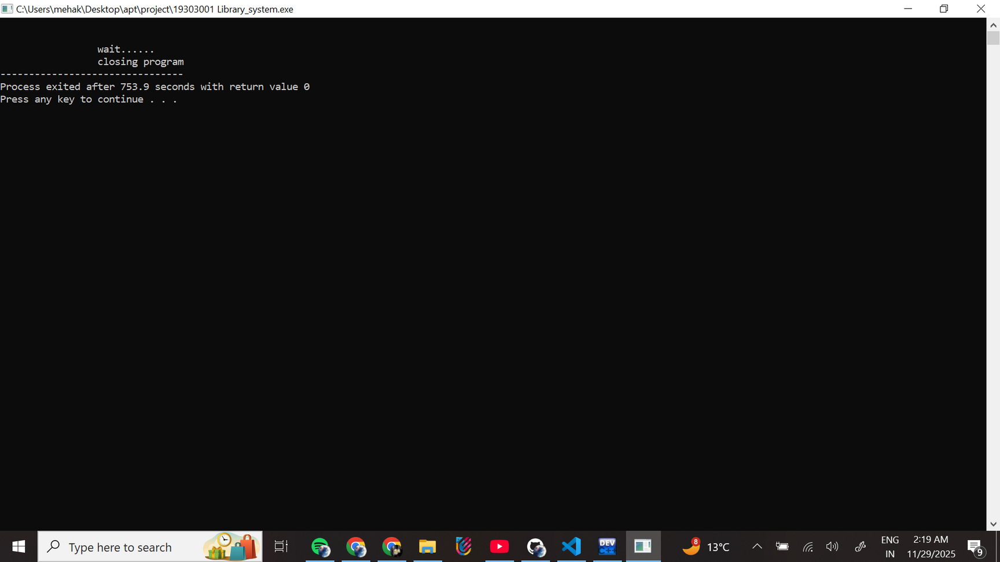 C:\Users\mehak\Desktop\apt\project\19303001 Library_system.exe
wait......
closing program
--------------------------------
Process exited after 753.9 seconds with return value 0
Press any key to continue . . .
Type here to search
DEV
C++
8
13°C
ENG
IN
2:19 AM
11/29/2025
9